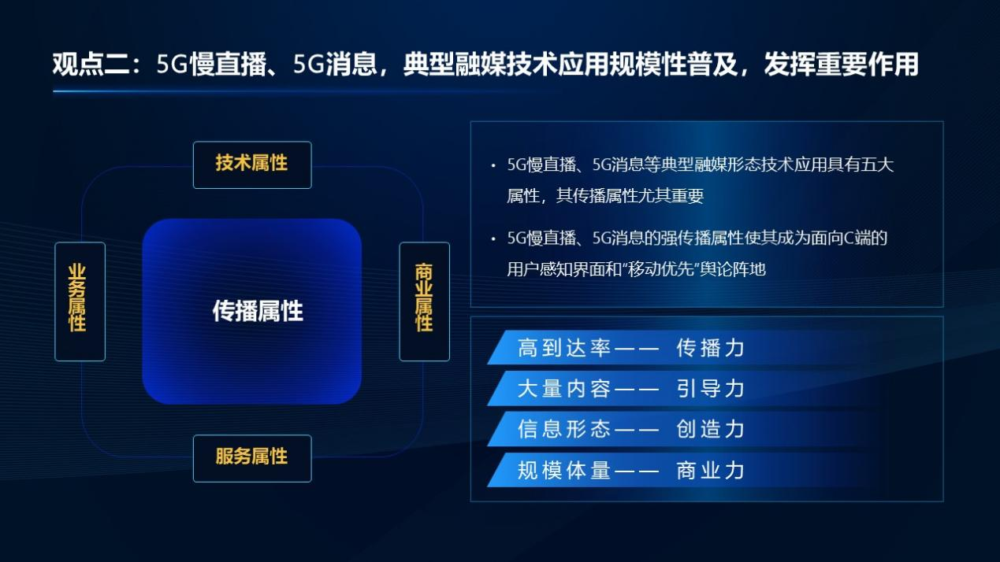 观点二：5G慢直播、5G消息，典型融媒技术应用规模性普及，发挥重要作用
技术属性
业务属性
传播属性
商业属性
服务属性
• 5G慢直播、5G消息等典型融媒形态技术应用具有五大
属性，其传播属性尤其重要
• 5G慢直播、5G消息的强传播属性使其成为面向C端的
用户感知界面和“移动优先”舆论阵地
高到达率—— 传播力
大量内容—— 引导力
信息形态—— 创造力
规模体量—— 商业力